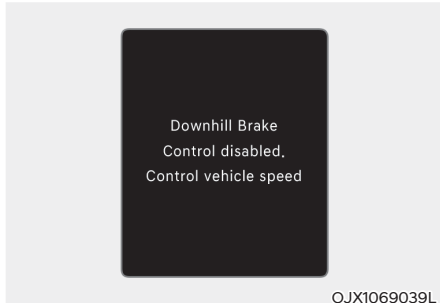 Downhill Brake
Control disabled.
Control vehicle speed
OJX1069039L